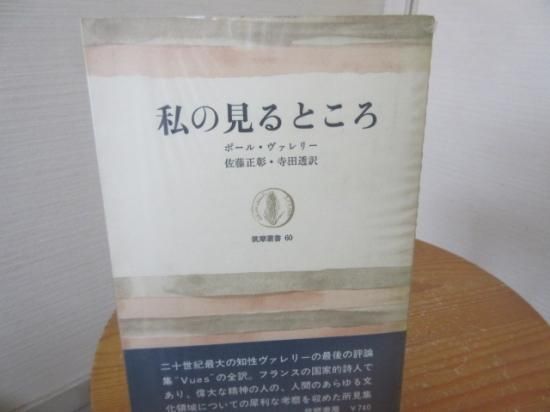 私の見るところ
ポール・ヴァレリー
佐藤正彰・寺田透訳
筑摩叢書 60
二十世紀最大の知性ヴァレリーの最後の評論
集“Vues”の全訳。フランスの国家的詩人で
あり、偉大な精神の人の、人間のあらゆる文
化領域についての犀利な考察を収めた所見集
筑摩書房 ￥740